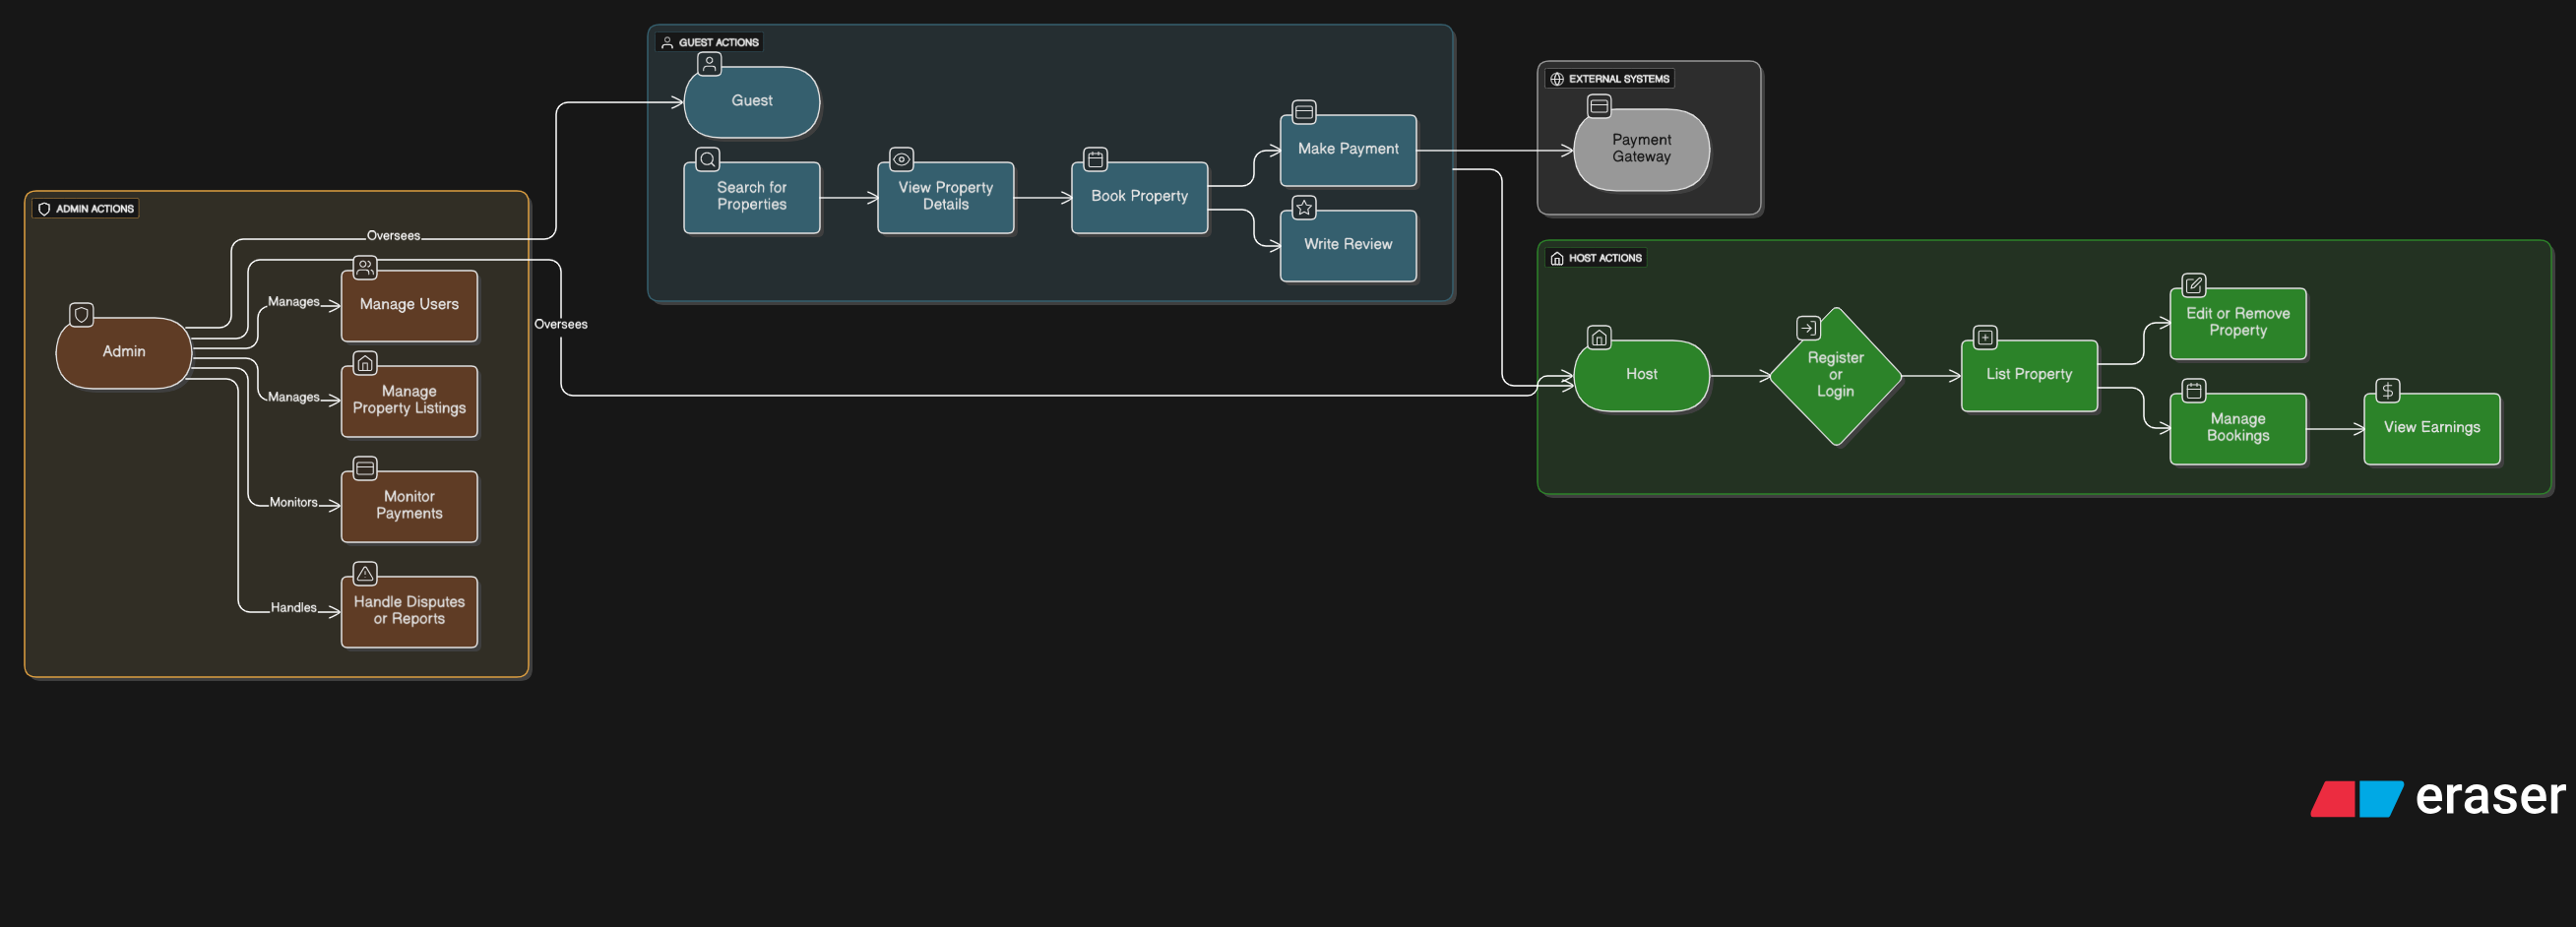 GUEST ACTIONS
Guest
Search for
Properties
View Property
Details
Book Property
Make Payment
Write Review
EXTERNAL SYSTEMS
Payment
Gateway
ADMIN ACTIONS
Admin
Oversees
Oversees
Manages
Manage Users
Manages
Manage
Property Listings
Monitors
Monitor
Payments
Handles
Handle Disputes
or Reports
HOST ACTIONS
Host
Register
or
Login
List Property
Edit or Remove
Property
Manage
Bookings
View Earnings
eraser